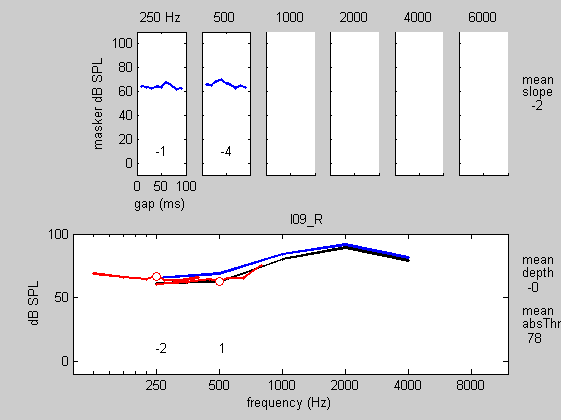 250 Hz 500 1000 2000 4000 6000
100
80
60
40
20
0
masker dB SPL
-1 -4
0 50 100
gap (ms)
mean
slope
-2
l09_R
100
50
0
dB SPL
-2 1
250 500 1000 2000 4000 8000
frequency (Hz)
mean
depth
-0
mean
absThr
78